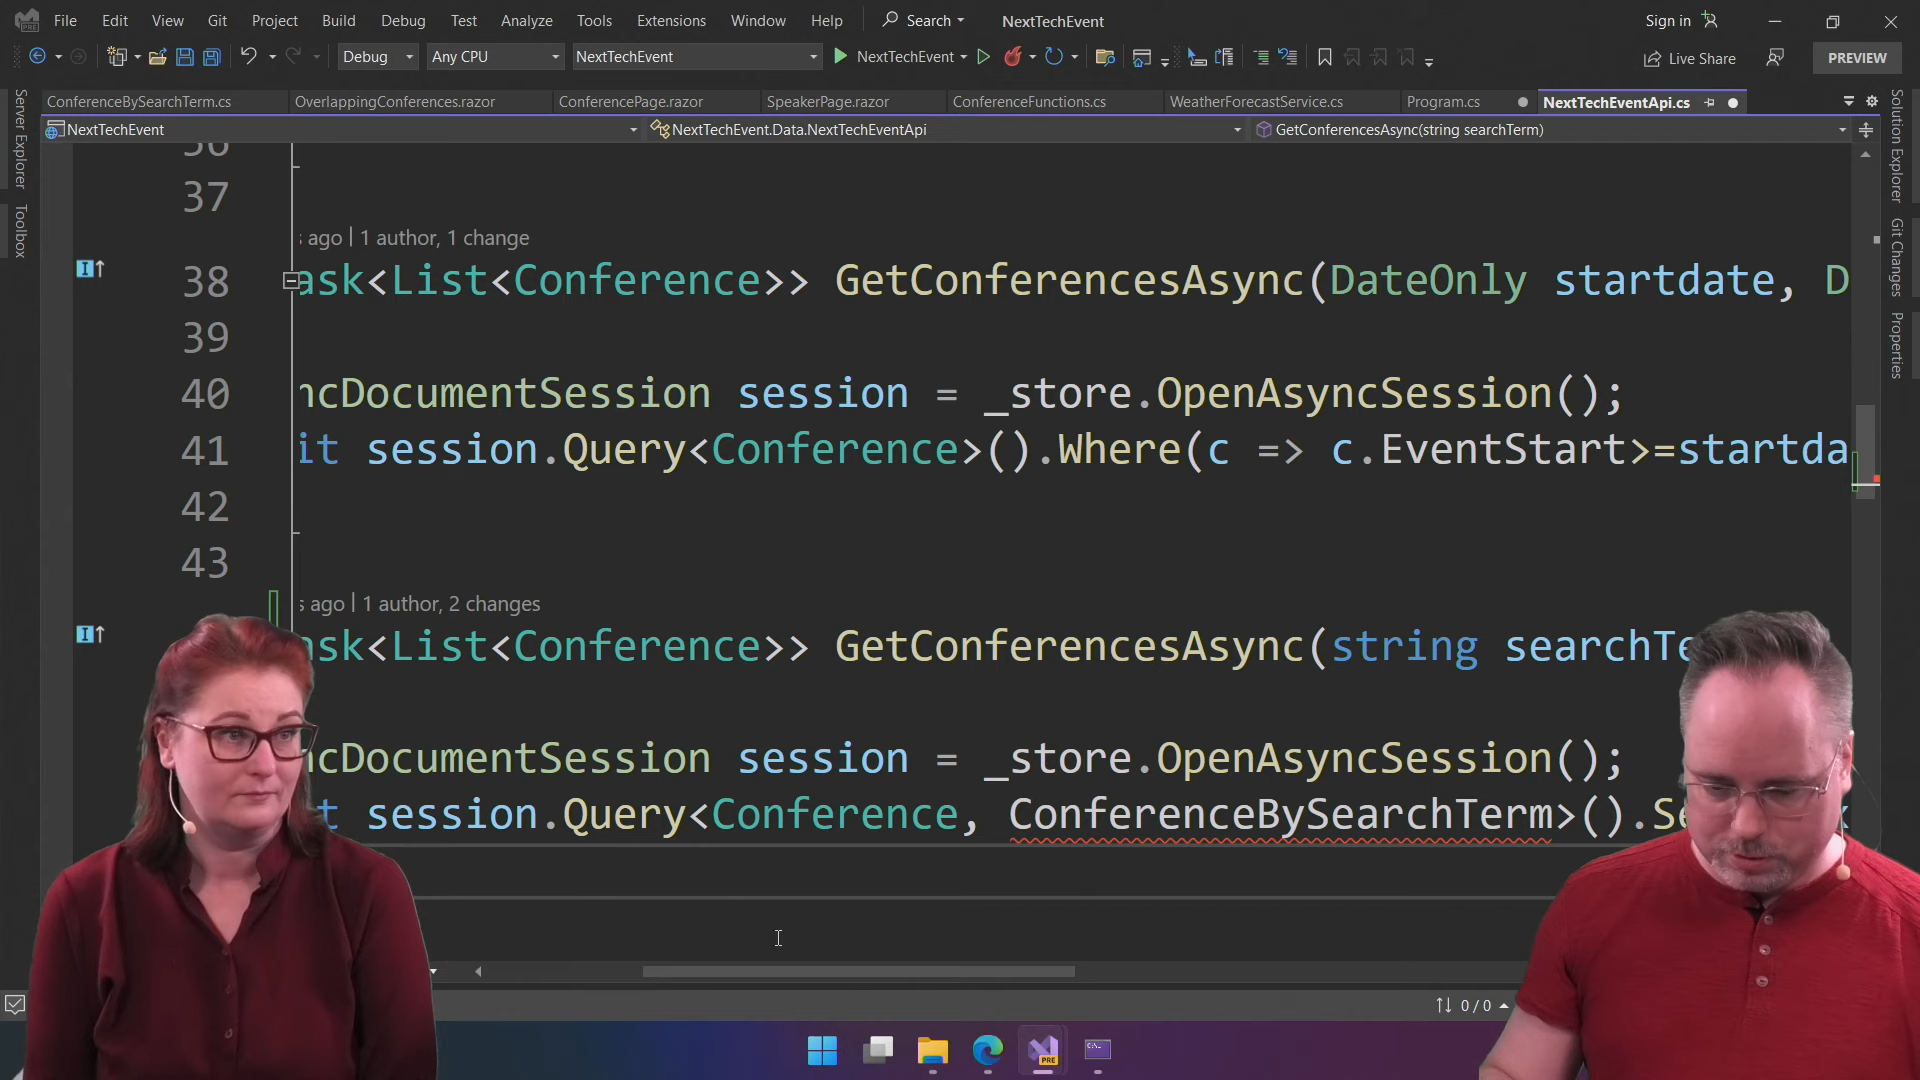 File Edit View Git Project Build Debug Test Analyze Tools Extensions Window Help Search NextTechEvent Sign in
Debug Any CPU NextTechEvent NextTechEvent Live Share PREVIEW
ConferenceBySearchTerm.cs OverlappingConferences.razor ConferencePage.razor SpeakerPage.razor ConferenceFunctions.cs WeatherForecastService.cs Program.cs NextTechEventApi.cs
NextTechEvent NextTechEvent.Data.NextTechEventApi GetConferencesAsync(string searchTerm)
Server Explorer
Toolbox
Solution Explorer
Git Changes
Properties
36
37
s ago | 1 author, 1 change
38 ask<List<Conference>> GetConferencesAsync(DateOnly startdate, D
39
40 ncDocumentSession session = _store.OpenAsyncSession();
41 it session.Query<Conference>().Where(c => c.EventStart>=startda
42
43
s ago | 1 author, 2 changes
ask<List<Conference>> GetConferencesAsync(string searchTe
ncDocumentSession session = _store.OpenAsyncSession();
t session.Query<Conference, ConferenceBySearchTerm>().Se
0 / 0
PRE